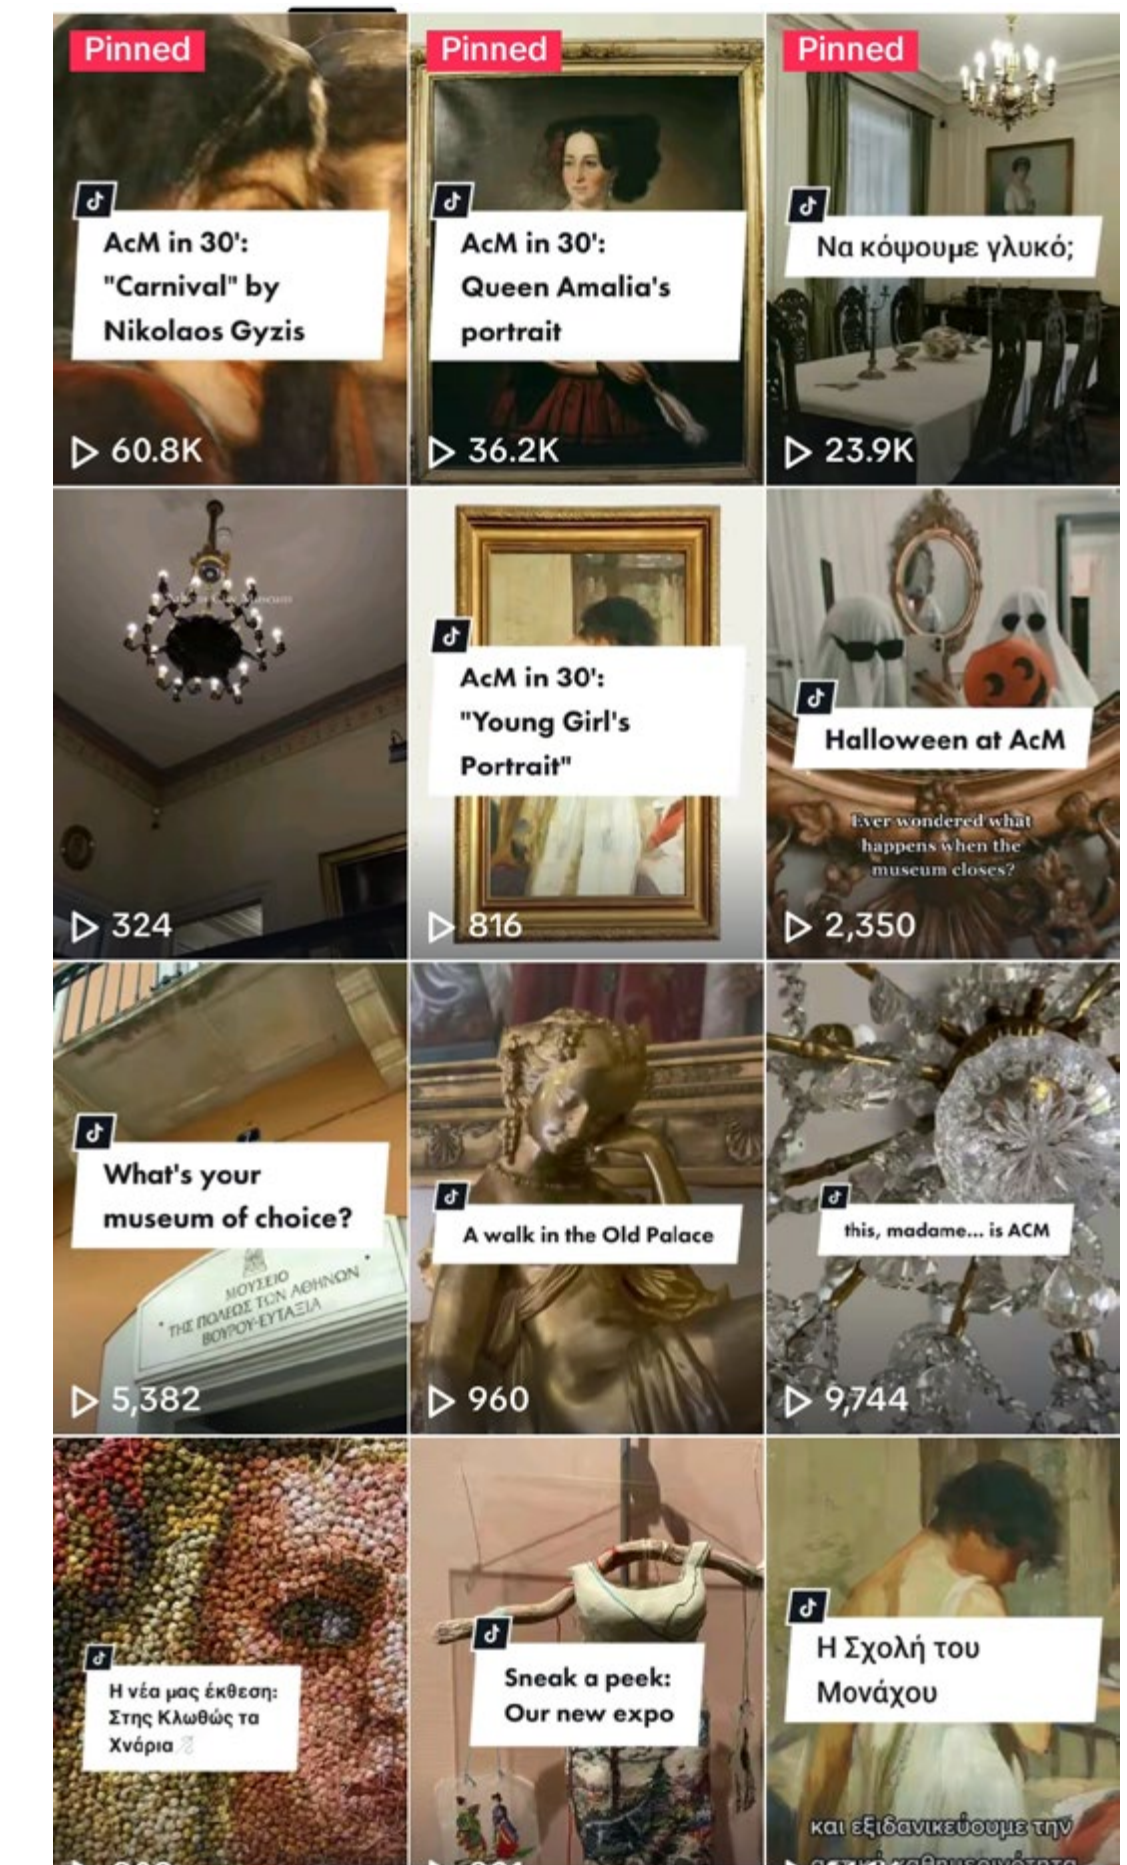 Pinned
AcM in 30':
"Carnival" by
Nikolaos Gyzis
60.8K
Pinned
AcM in 30':
Queen Amalia's
portrait
36.2K
Pinned
Να κόψουμε γλυκό;
23.9K
Athens City Museum
324
AcM in 30':
"Young Girl's
Portrait"
816
Halloween at AcM
Ever wondered what
happens when the
museum closes?
2,350
What's your
museum of choice?
ΜΟΥΣΕΙΟ
ΤΗΣ ΠΟΛΕΩΣ ΤΩΝ ΑΘΗΝΩΝ
ΒΟΥΡΟΥ-ΕΥΤΑΞΙΑ
5,382
A walk in the Old Palace
960
this, madame... is ACM
9,744
Η νέα μας έκθεση:
Στης Κλωθώς τα
Χνάρια
Sneak a peek:
Our new expo
Η Σχολή του
Μονάχου
και εξιδανικεύουμε την